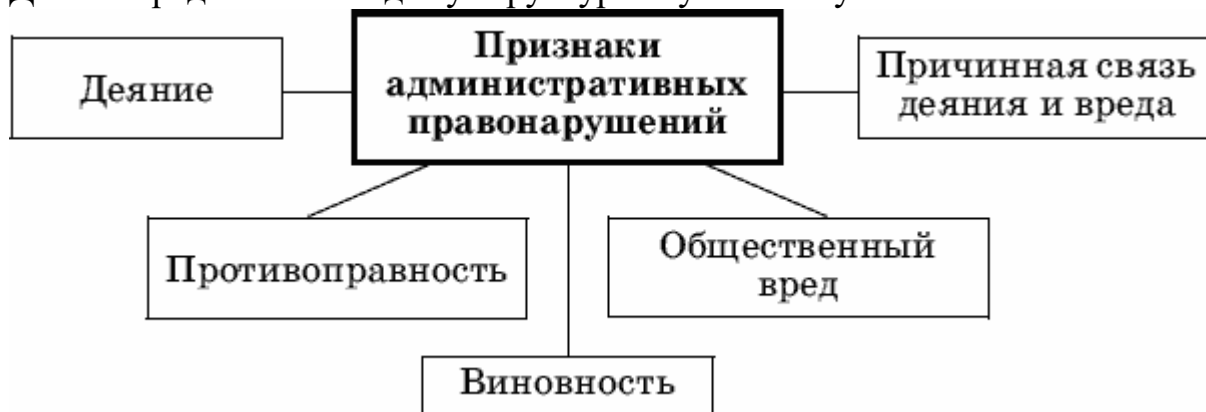 Признаки
административных
правонарушений
Деяние
Причинная связь
деяния и вреда
Противоправность
Общественный
вред
Виновность